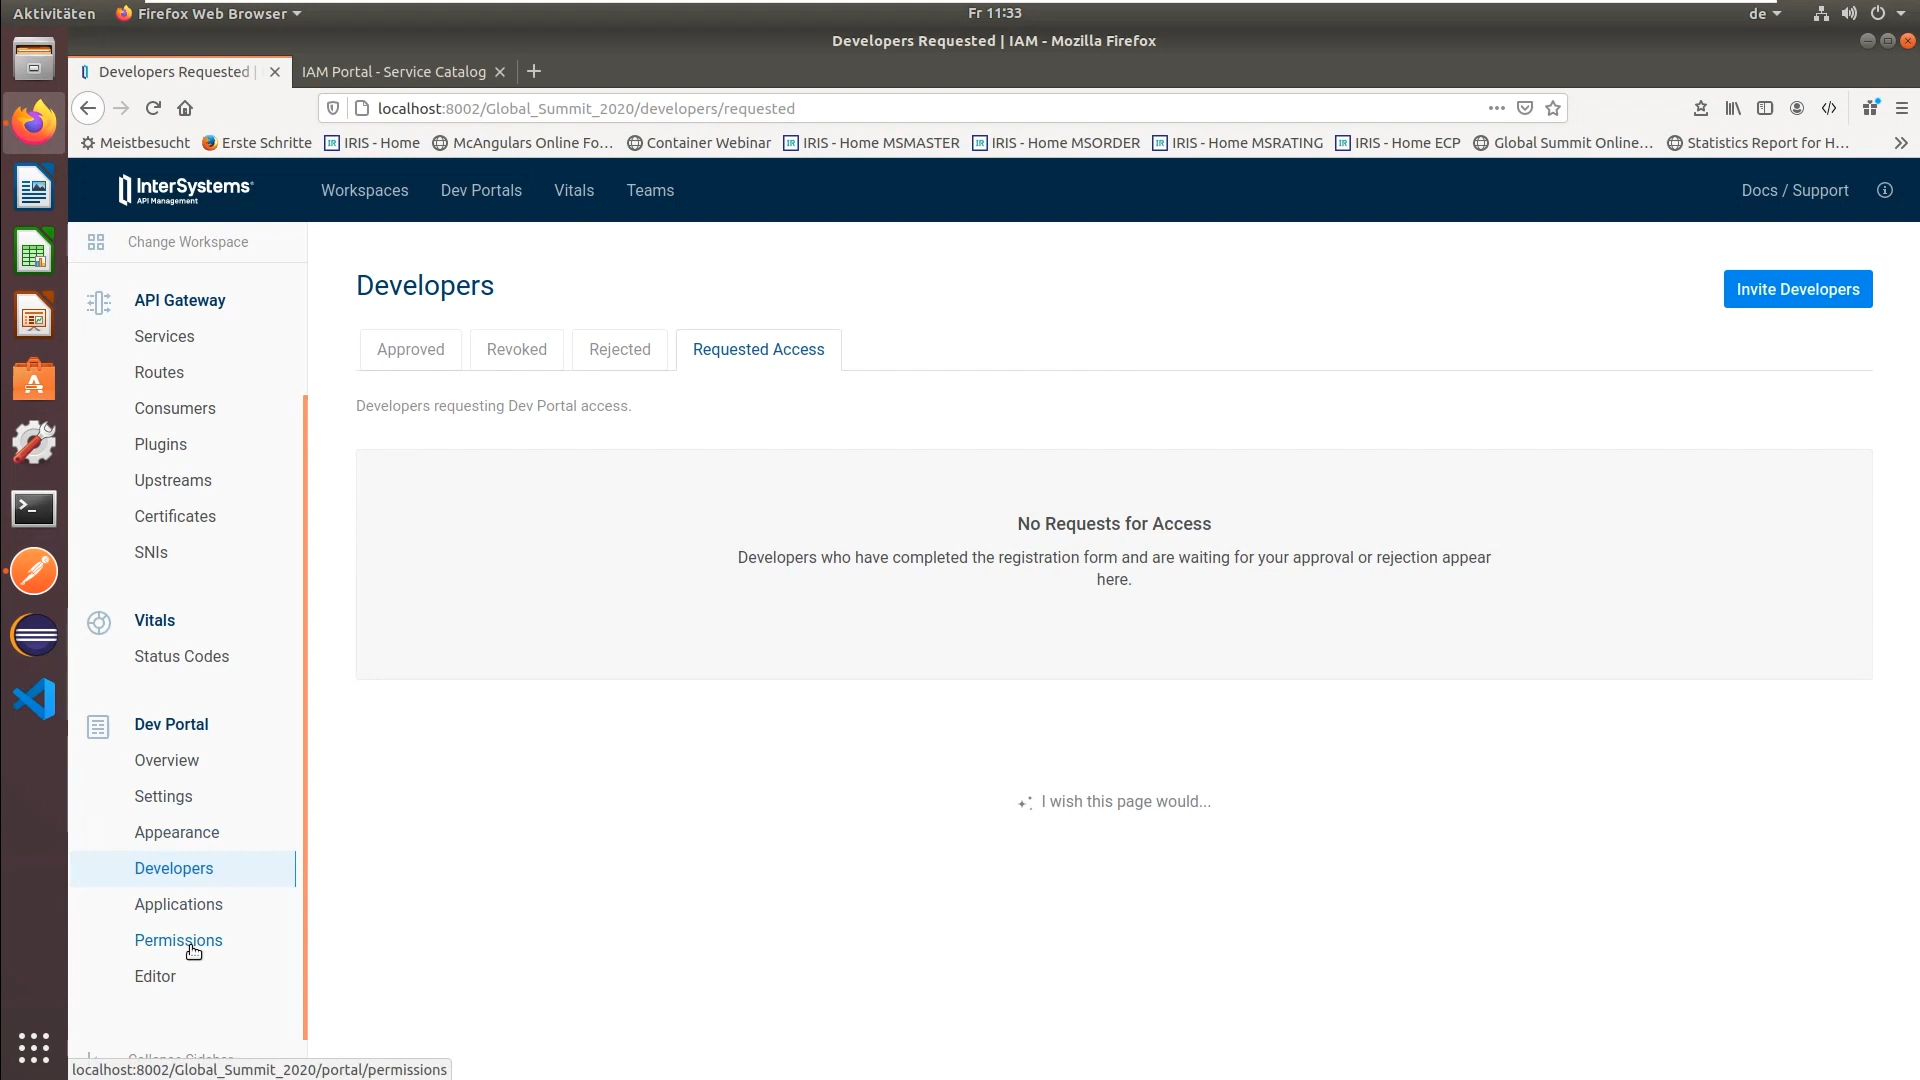 Aktivitäten
Firefox Web Browser
Fr 11:33
de
Developers Requested | IAM - Mozilla Firefox
Developers Requested |
IAM Portal - Service Catalog
localhost:8002/Global_Summit_2020/developers/requested
Meistbesucht
Erste Schritte
IRIS - Home
McAngulars Online Fo...
Container Webinar
IRIS - Home MSMASTER
IRIS - Home MSORDER
IRIS - Home MSRATING
IRIS - Home ECP
Global Summit Online...
Statistics Report for H...
InterSystems
API Management
Workspaces
Dev Portals
Vitals
Teams
Docs / Support
Change Workspace
API Gateway
Services
Routes
Consumers
Plugins
Upstreams
Certificates
SNIs
Vitals
Status Codes
Dev Portal
Overview
Settings
Appearance
Developers
Applications
Permissions
Editor
Collapse Sidebar
Developers
Invite Developers
Approved
Revoked
Rejected
Requested Access
Developers requesting Dev Portal access.
No Requests for Access
Developers who have completed the registration form and are waiting for your approval or rejection appear
here.
I wish this page would...
localhost:8002/Global_Summit_2020/portal/permissions